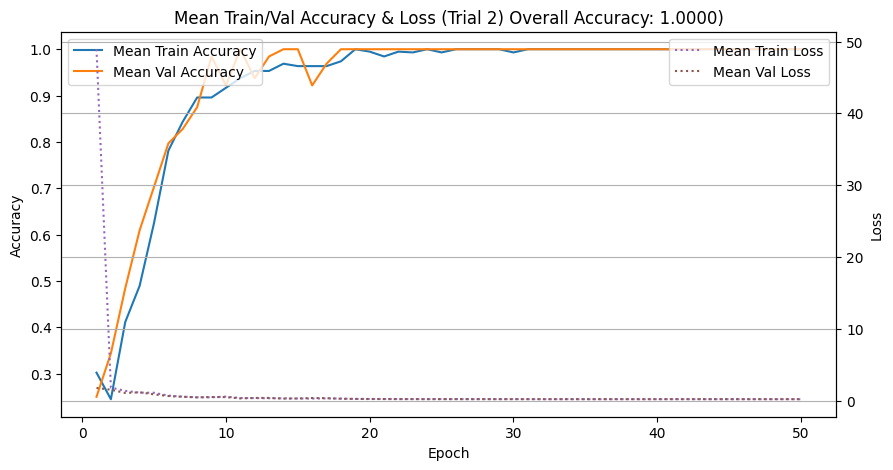 Mean Train/Val Accuracy & Loss (Trial 2) Overall Accuracy: 1.0000)
Mean Train Accuracy
Mean Val Accuracy
Mean Train Loss
Mean Val Loss
Accuracy
1.0
0.9
0.8
0.7
0.6
0.5
0.4
0.3
50
40
30
20
10
0
Loss
0 10 20 30 40 50
Epoch